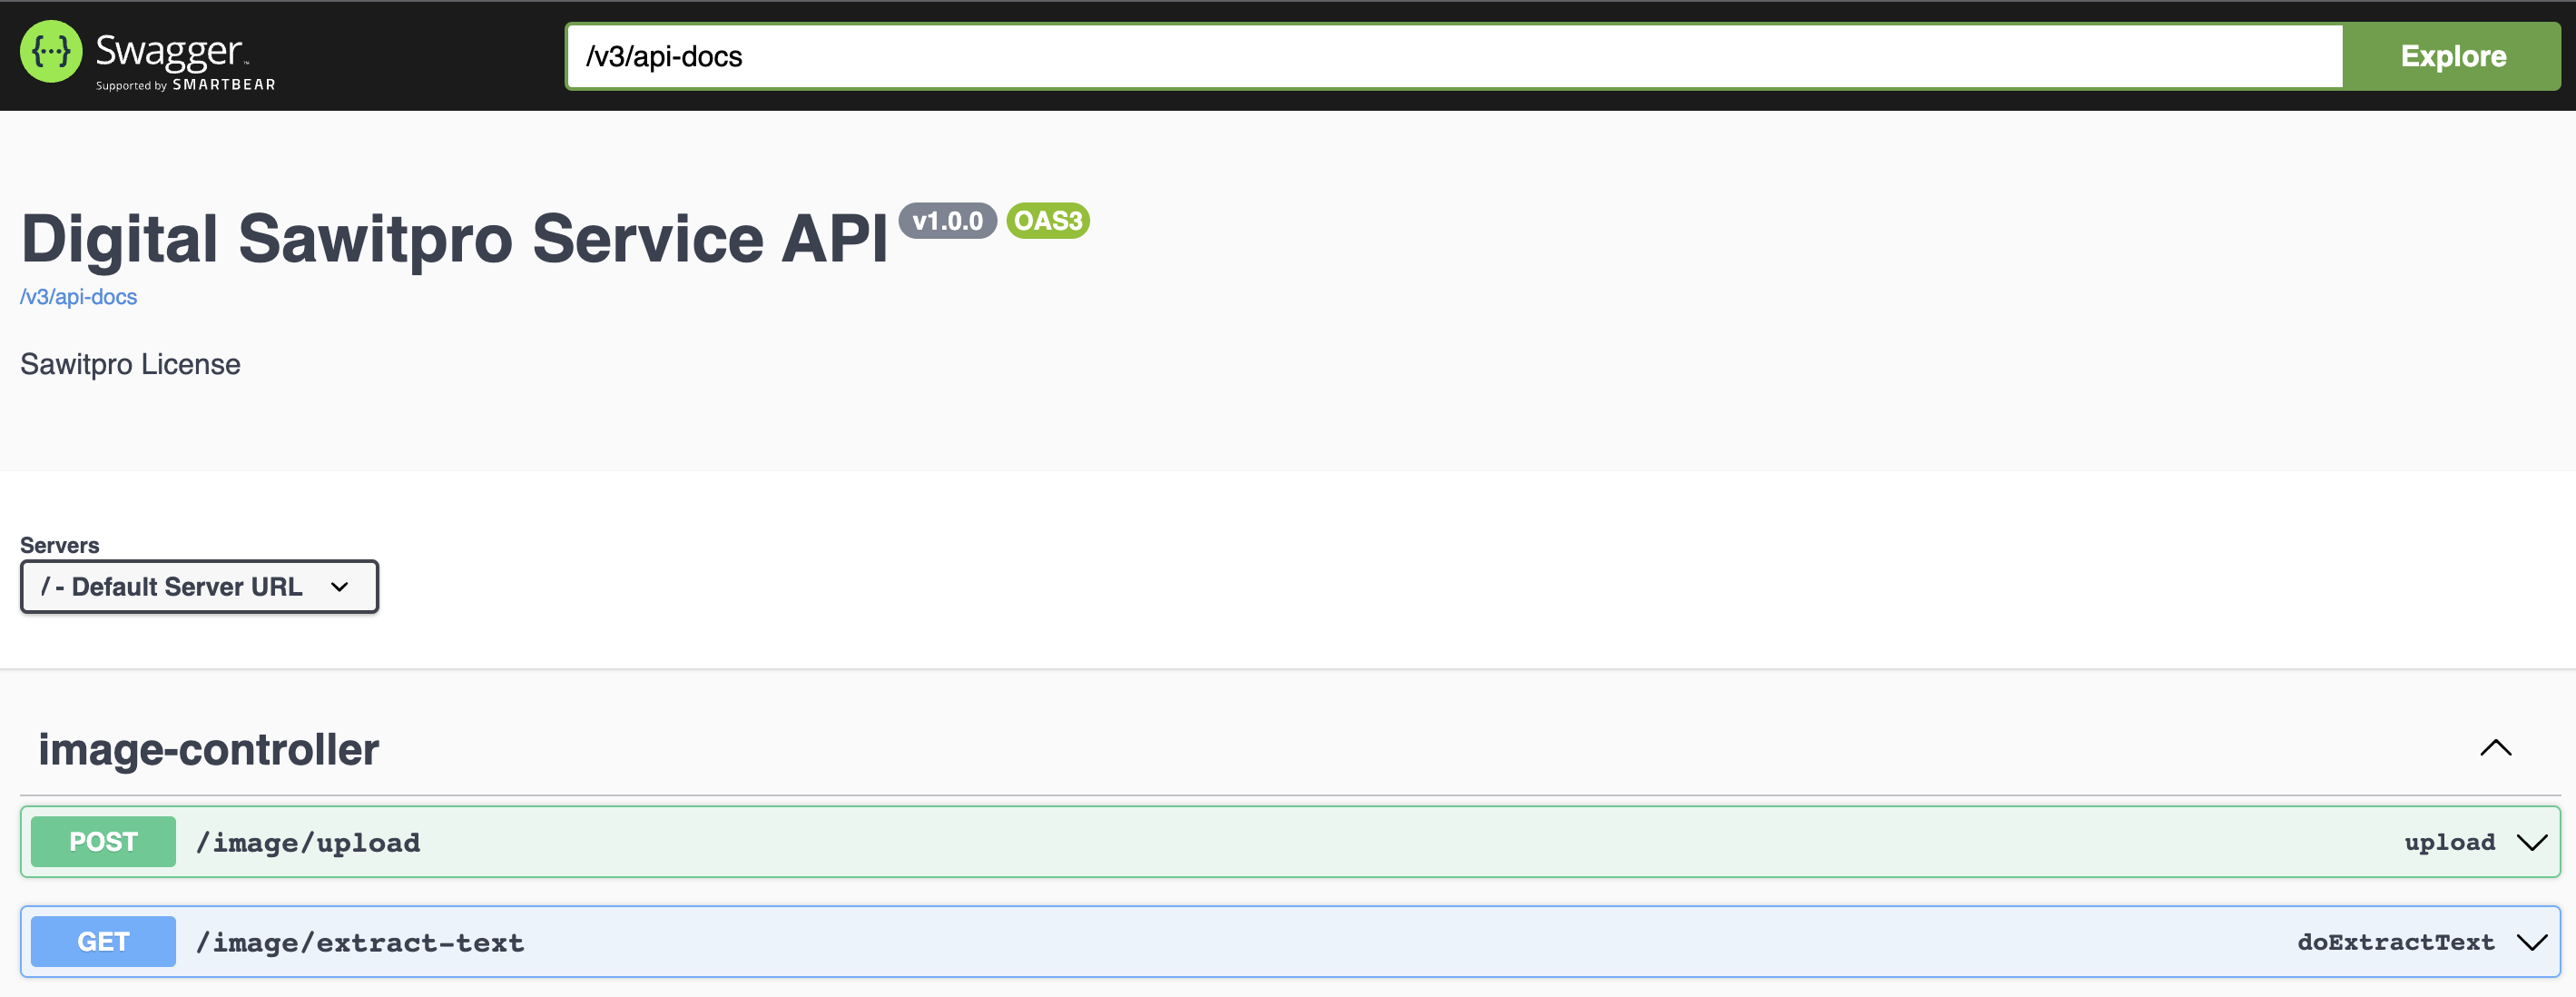 {...} Swagger™
Supported by SMARTBEAR
/v3/api-docs
Explore
Digital Sawitpro Service API v1.0.0 OAS3
/v3/api-docs
Sawitpro License
Servers
/ - Default Server URL
image-controller
POST /image/upload upload
GET /image/extract-text doExtractText